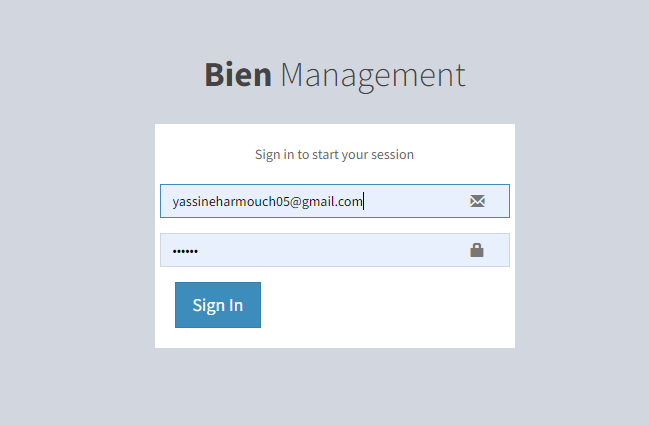 Bien Management
Sign in to start your session
yassineharmouch05@gmail.com
••••••
Sign In